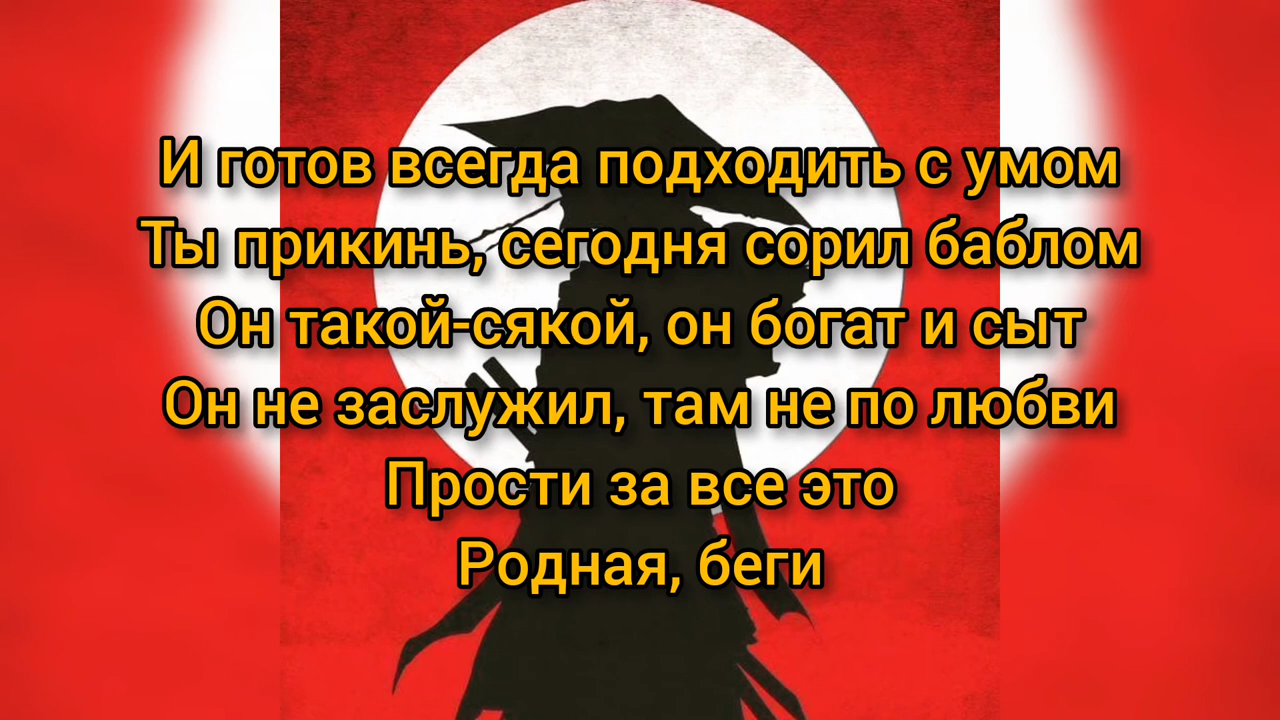 И готов всегда подходить с умом
Ты прикинь, сегодня сорил баблом
Он такой-сякой, он богат и сыт
Он не заслужил, там не по любви
Прости за все это
Родная, беги